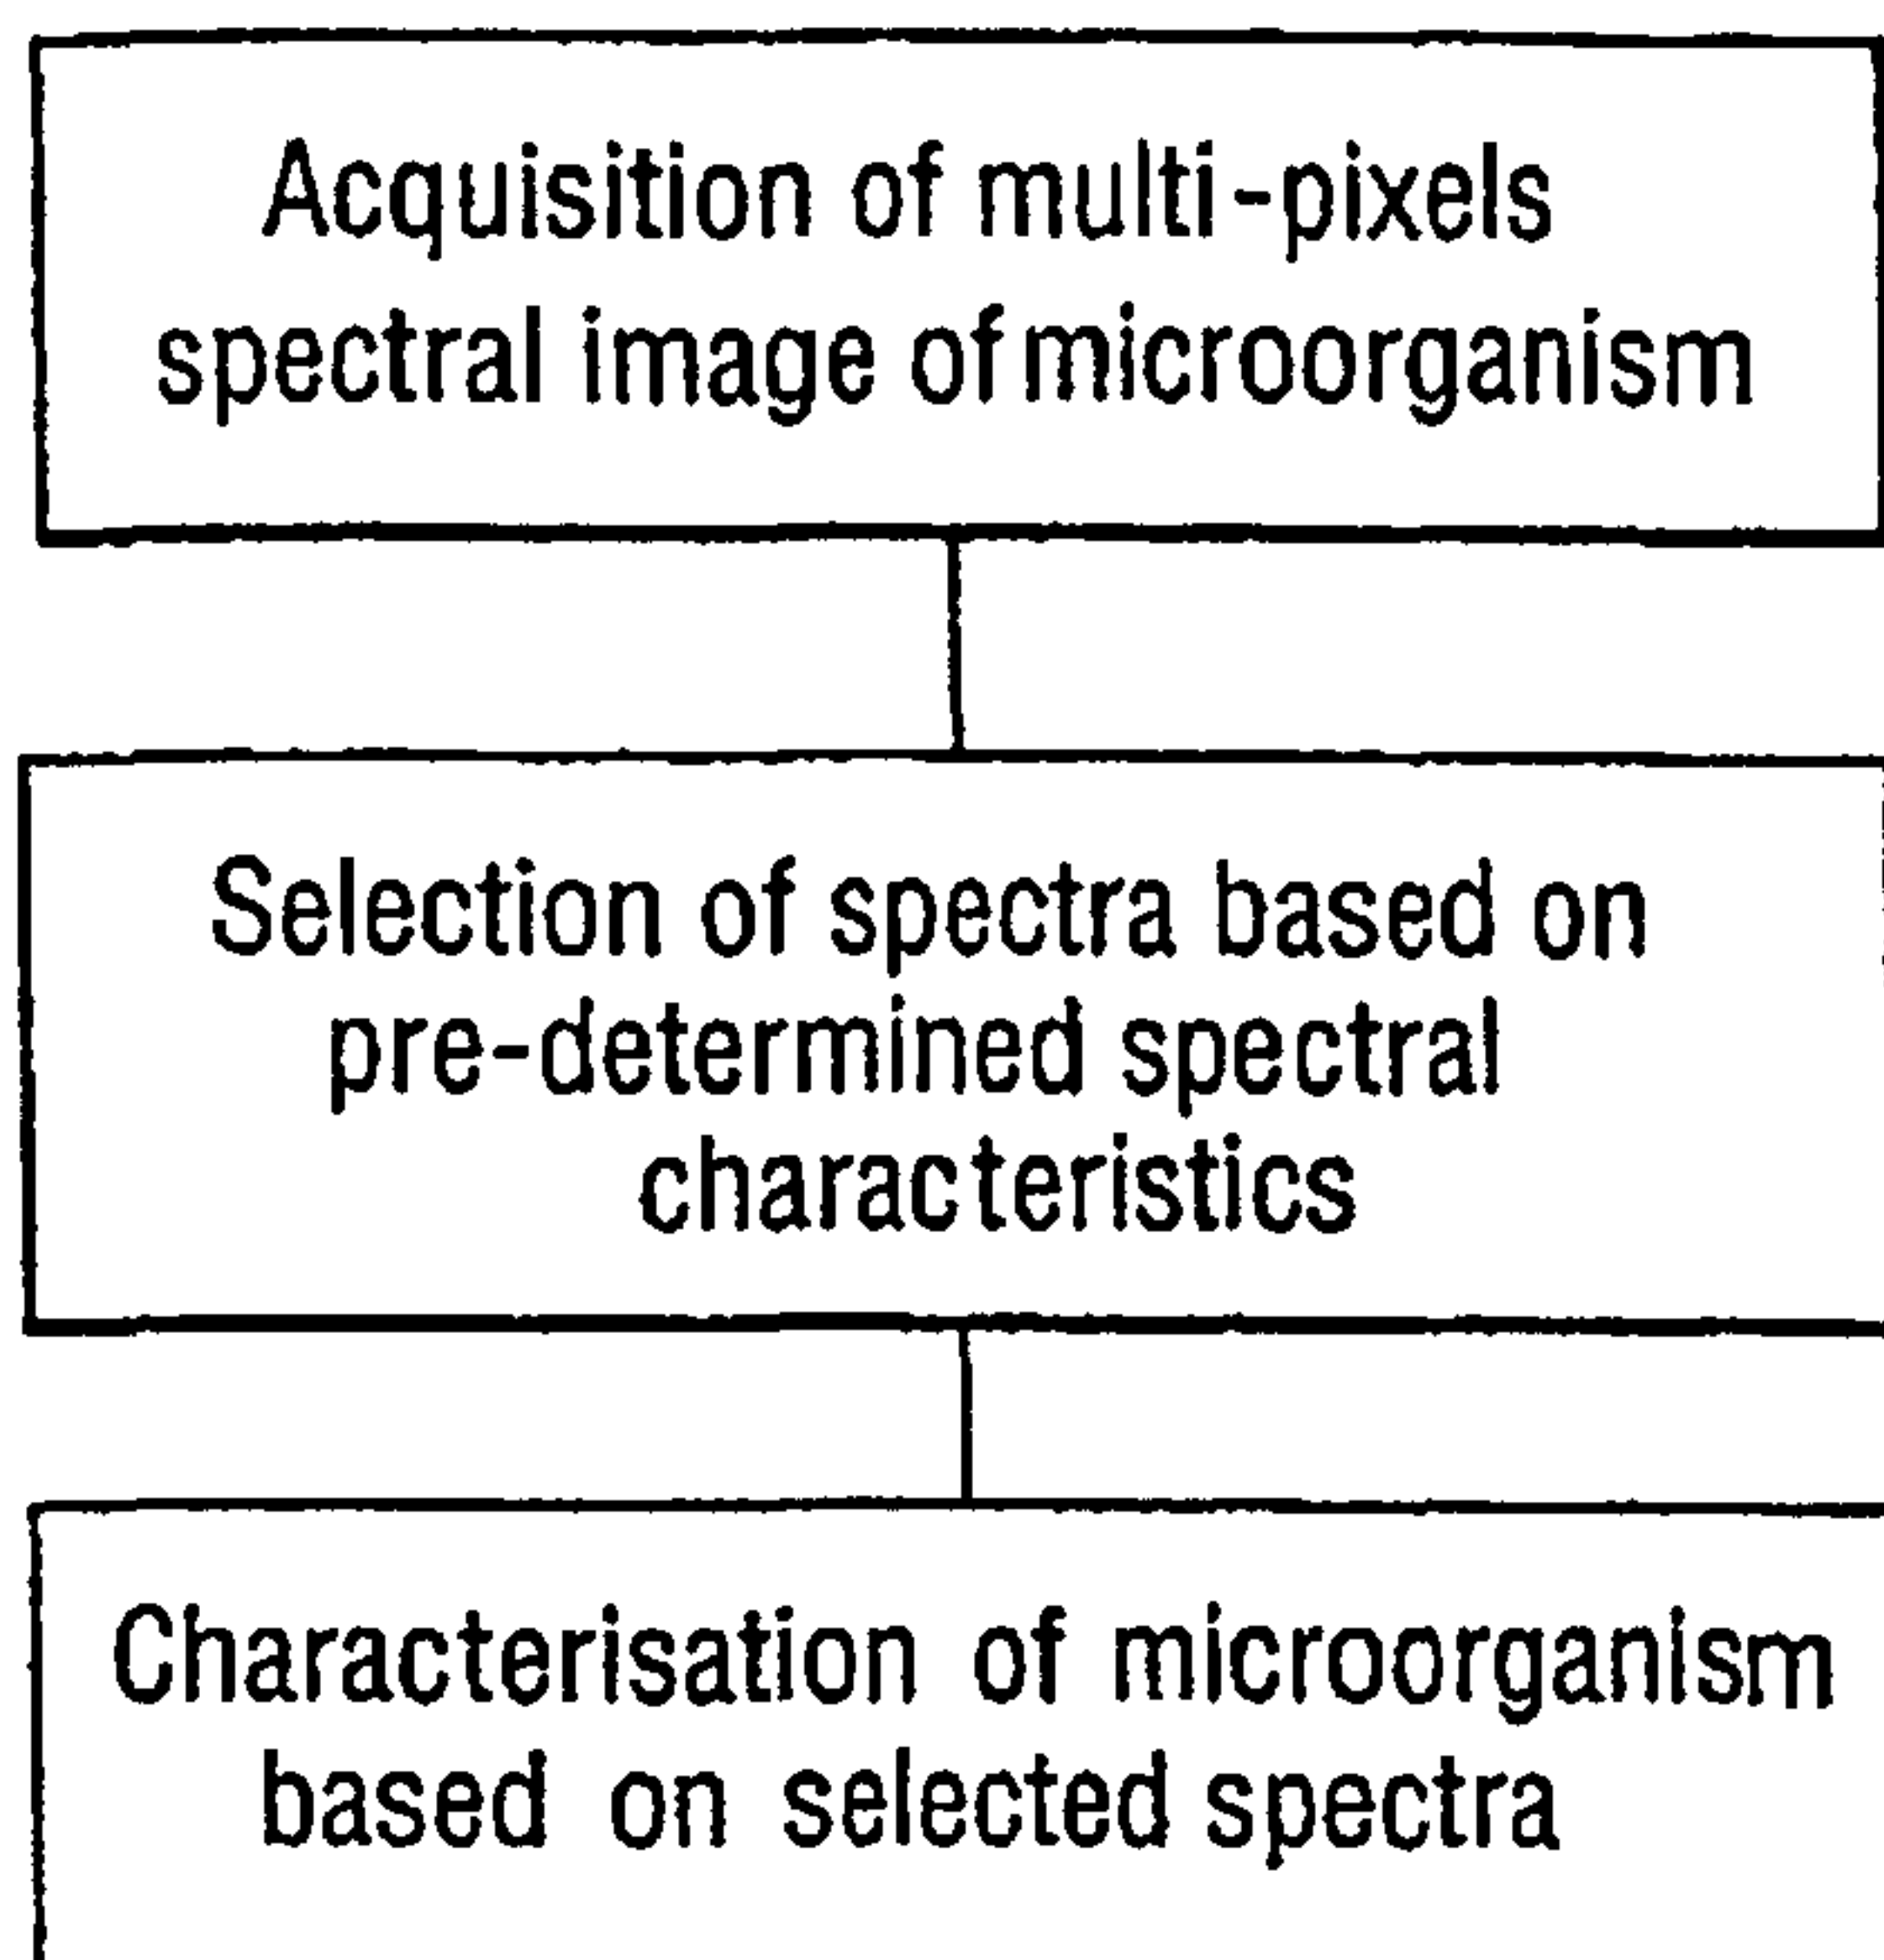 Acquisition of multi-pixels
spectral image of microorganism
Selection of spectra based on
pre-determined spectral
characteristics
Characterisation of microorganism
based on selected spectra